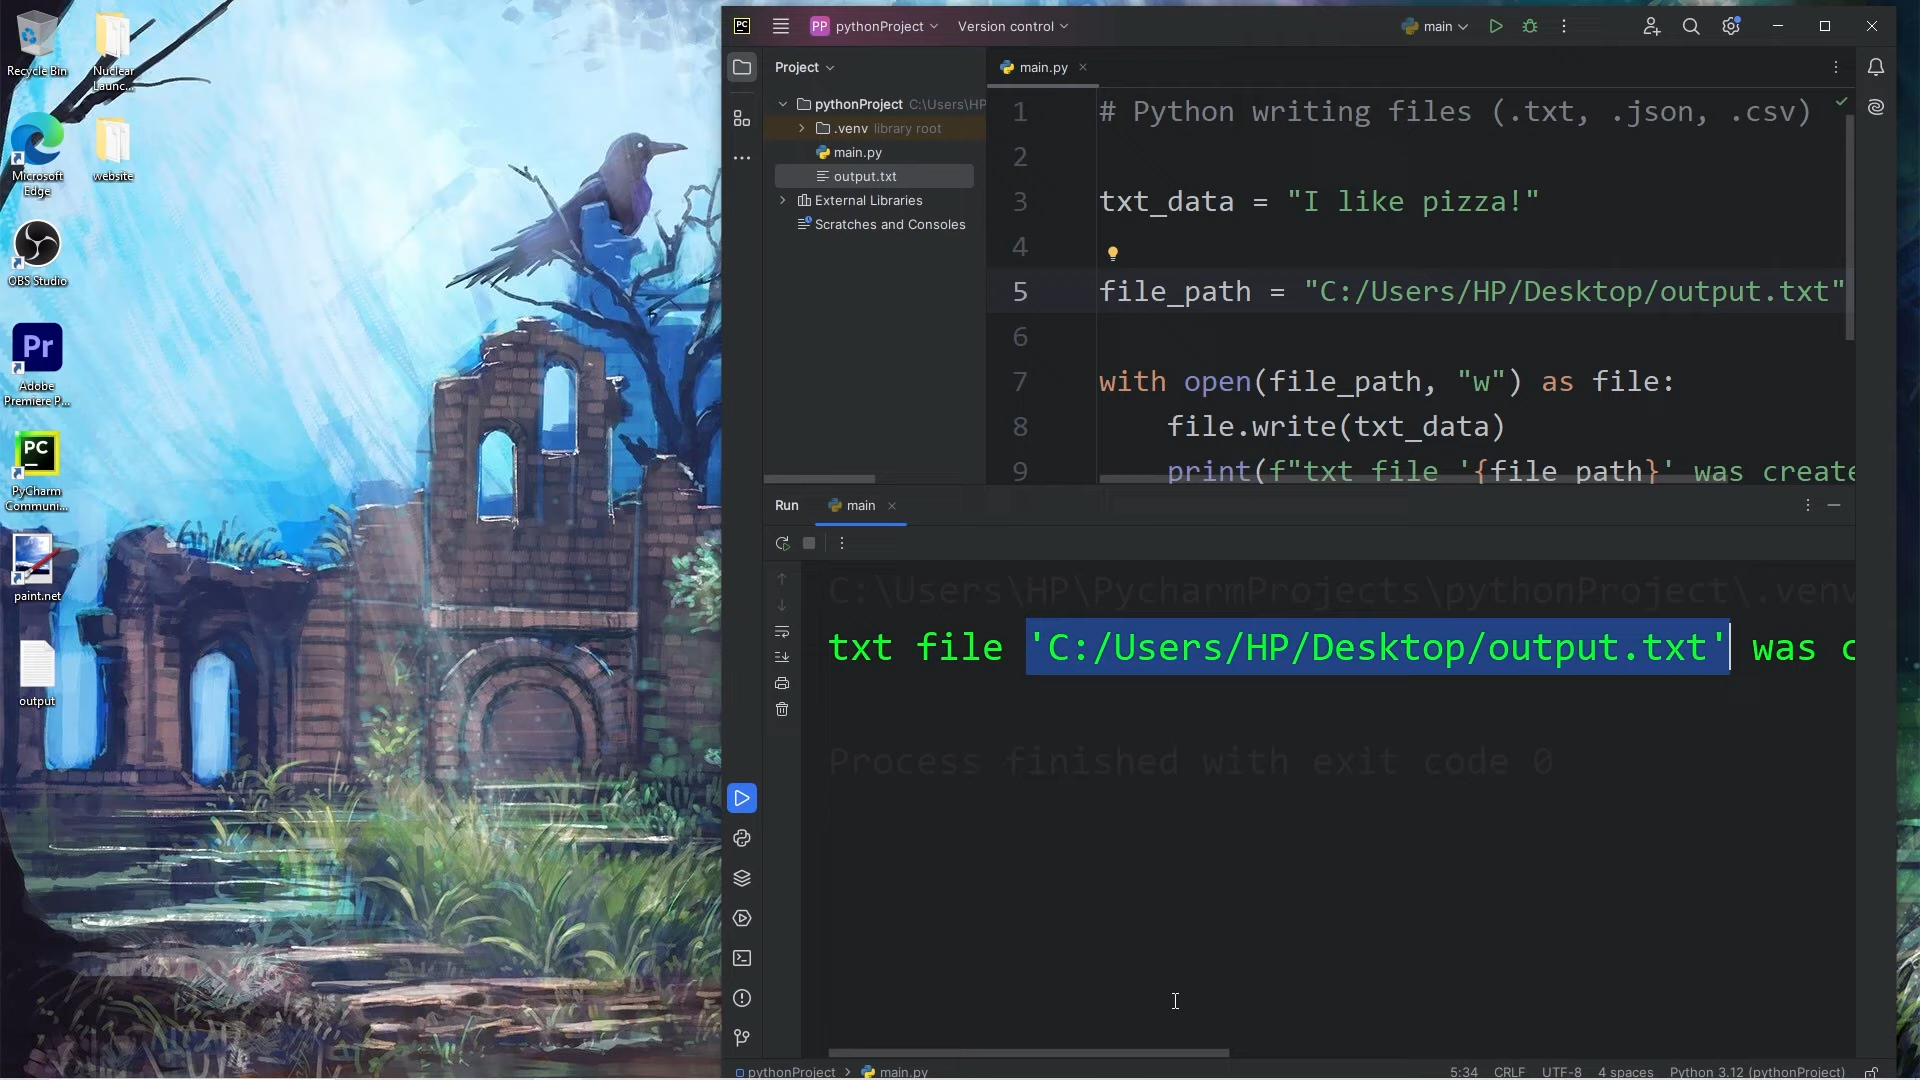 Recycle Bin
Nuclear
Launc...
Microsoft
Edge
website
OBS Studio
Pr
Adobe
Premiere P...
PC
PyCharm
Communi...
paint.net
output
PC
PP pythonProject
Version control
main
Project
pythonProject C:\Users\HP
.venv library root
main.py
output.txt
External Libraries
Scratches and Consoles
main.py
1 # Python writing files (.txt, .json, .csv)
2
3 txt_data = "I like pizza!"
4
5 file_path = "C:/Users/HP/Desktop/output.txt"
6
7 with open(file_path, "w") as file:
8 file.write(txt_data)
9 print(f"txt file '{file_path}' was create
Run
main
C:\Users\HP\PycharmProjects\pythonProject\.venv
txt file 'C:/Users/HP/Desktop/output.txt' was c
Process finished with exit code 0
pythonProject > main.py
5:34 CRLF UTF-8 4 spaces Python 3.12 (pythonProject)